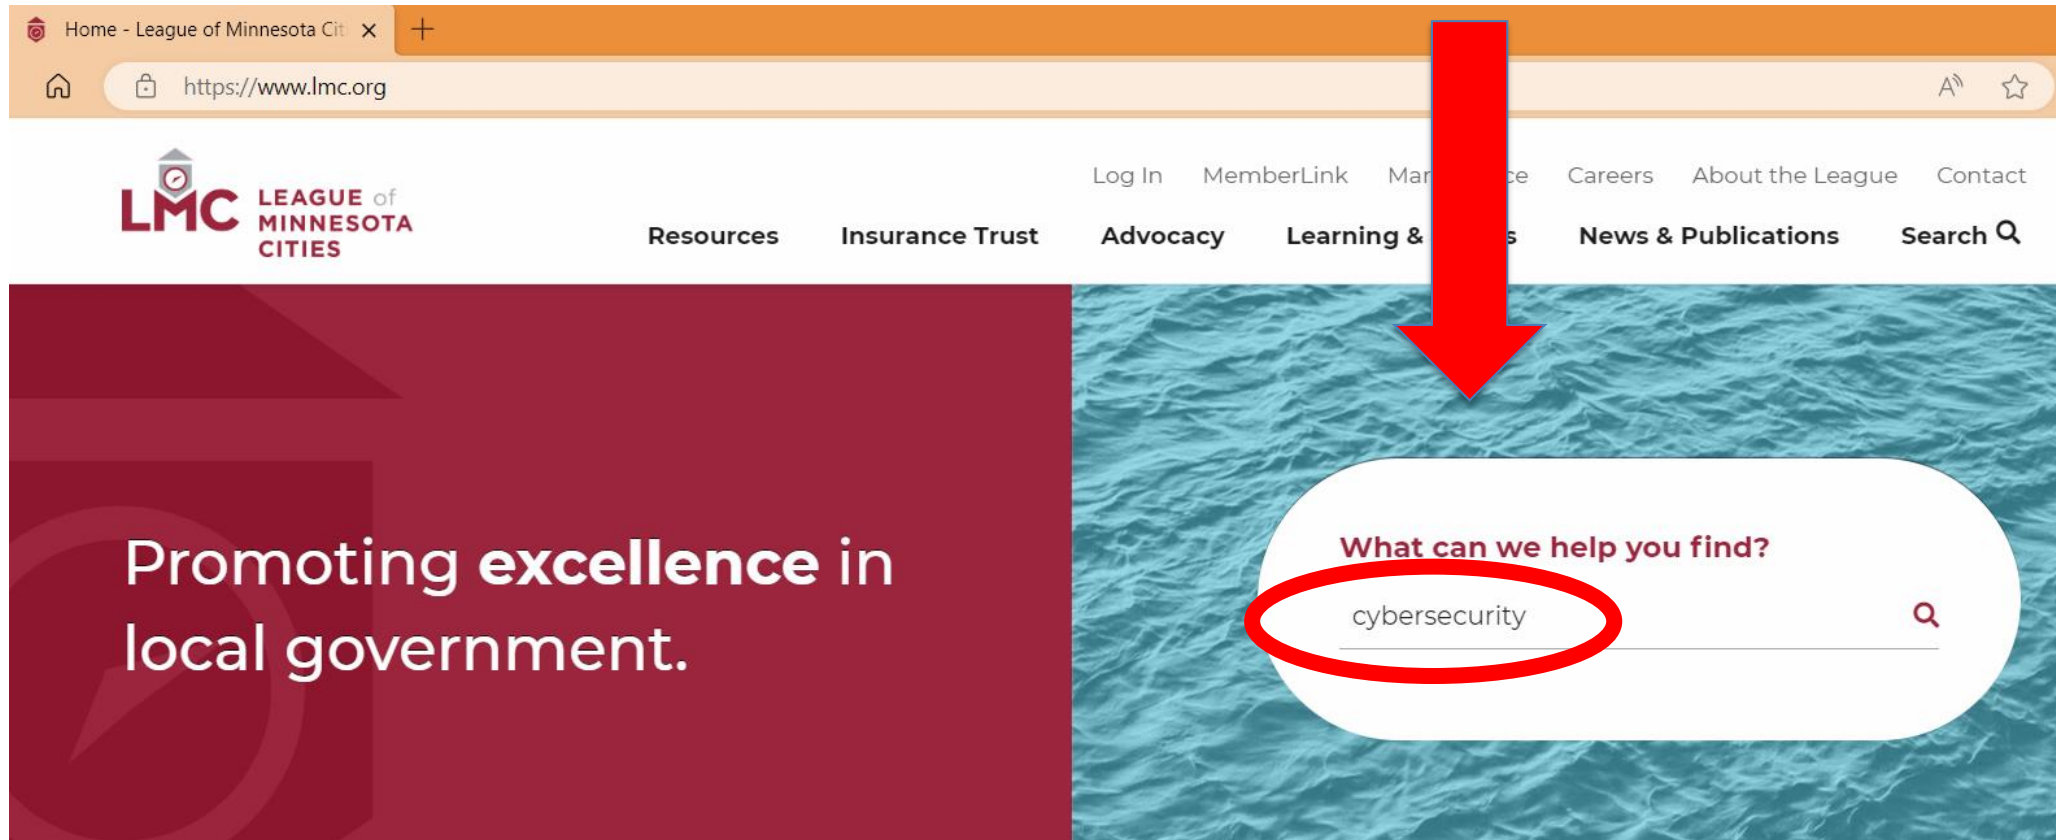 Home - League of Minnesota Cit
https://www.lmc.org
Log In MemberLink Careers About the League Contact
LMC LEAGUE of
MINNESOTA
CITIES
Resources Insurance Trust Advocacy Learning & News & Publications Search
Promoting excellence in
local government.
What can we help you find?
cybersecurity